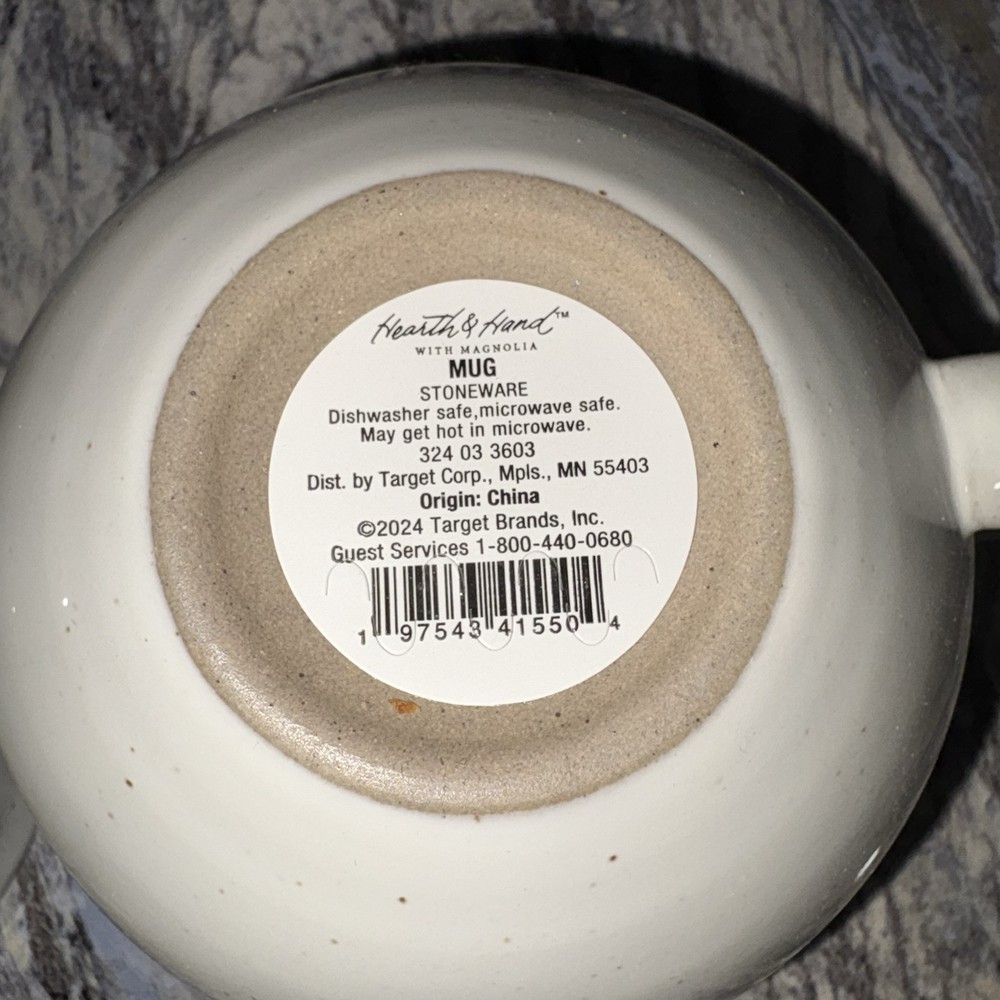 Hearth & Hand™
WITH MAGNOLIA
MUG
STONEWARE
Dishwasher safe,microwave safe.
May get hot in microwave.
324 03 3603
Dist. by Target Corp., Mpls., MN 55403
Origin: China
©2024 Target Brands, Inc.
Guest Services 1-800-440-0680
1 97543 41550 4